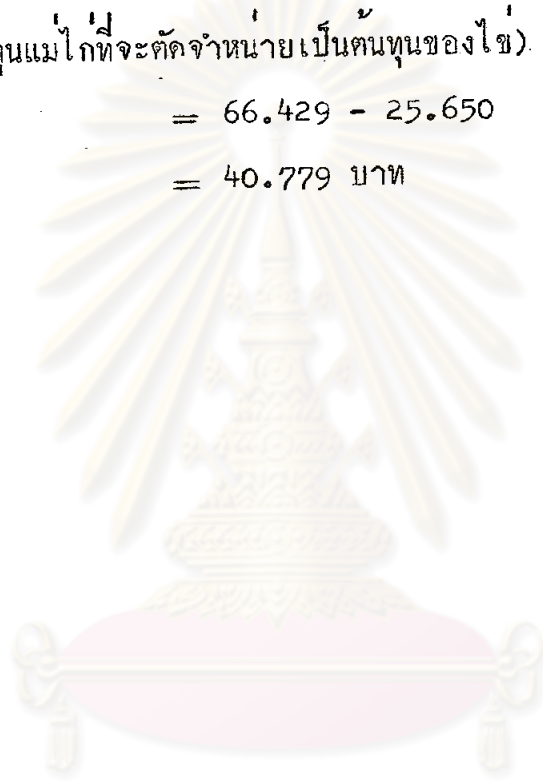 ทุนแม่ไก่ที่จะตัดจำหน่ายเป็นต้นทุนของไข่)
= 66.429 - 25.650
= 40.779 บาท